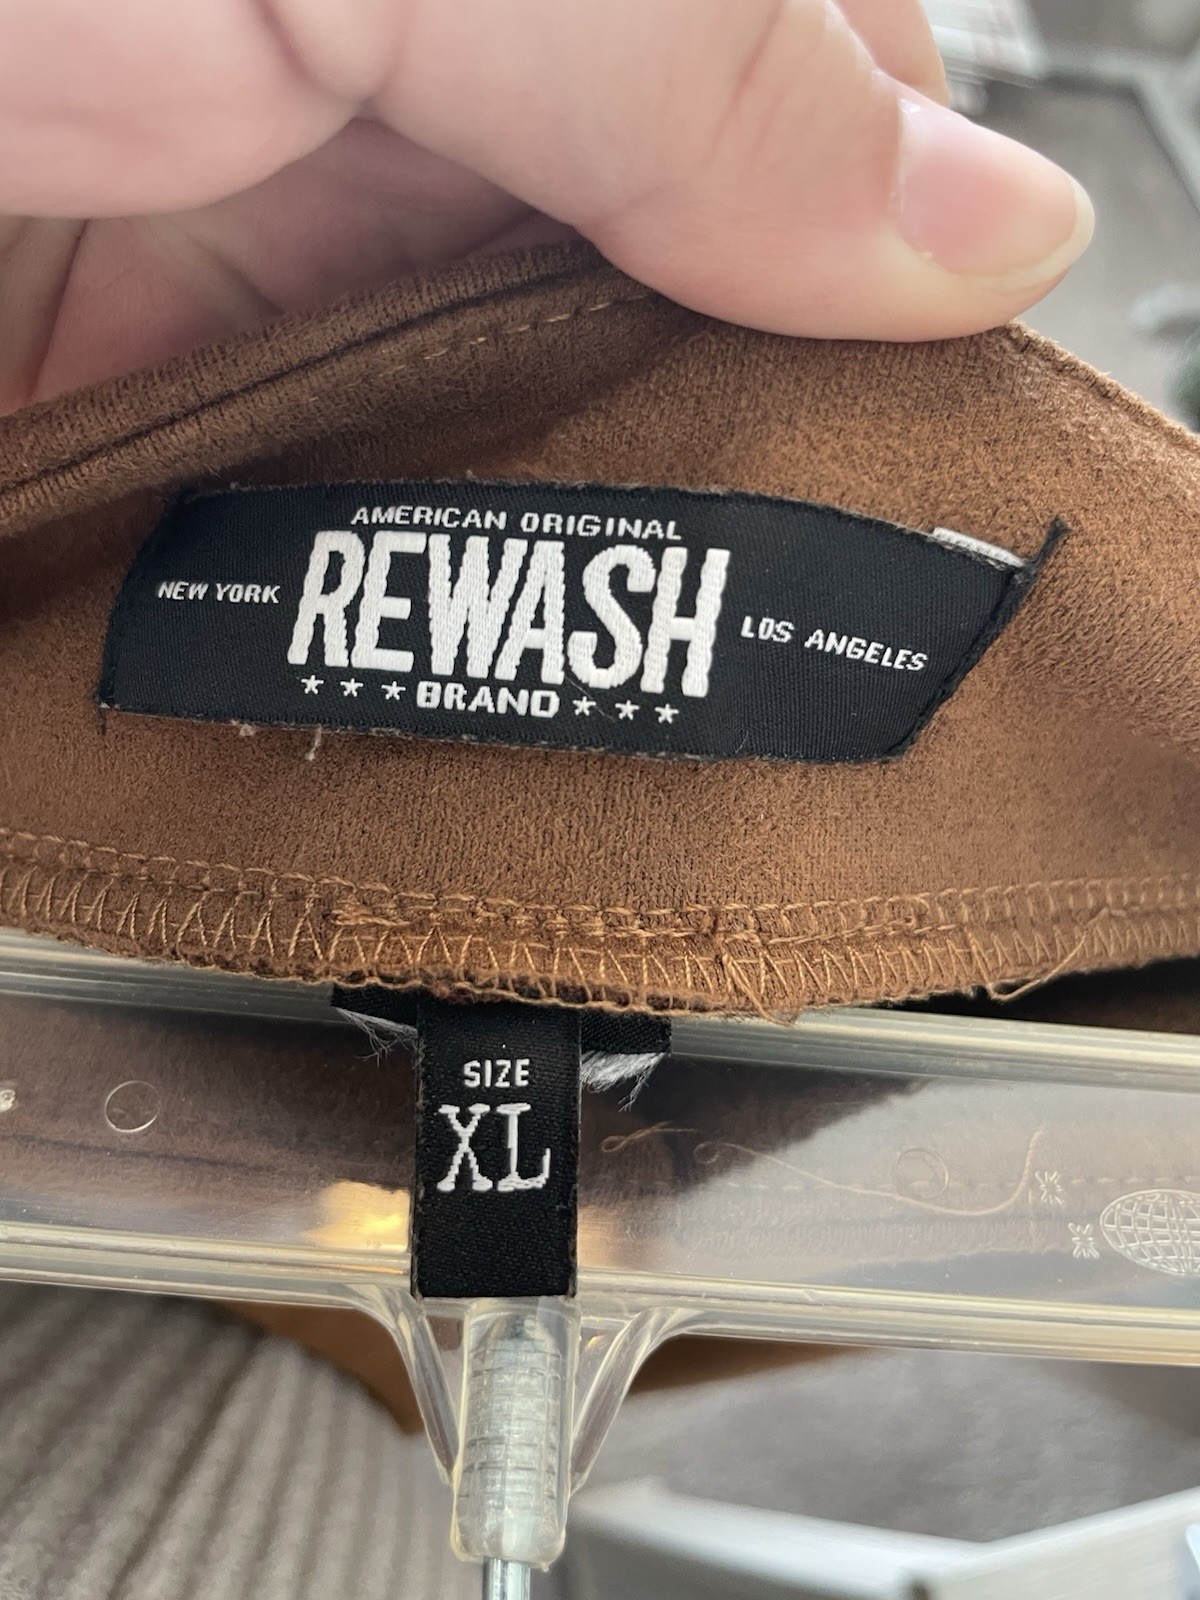 AMERICAN ORIGINAL
NEW YORK REWASH LOS ANGELES
★ ★ ★ BRAND ★ ★ ★
SIZE
XL